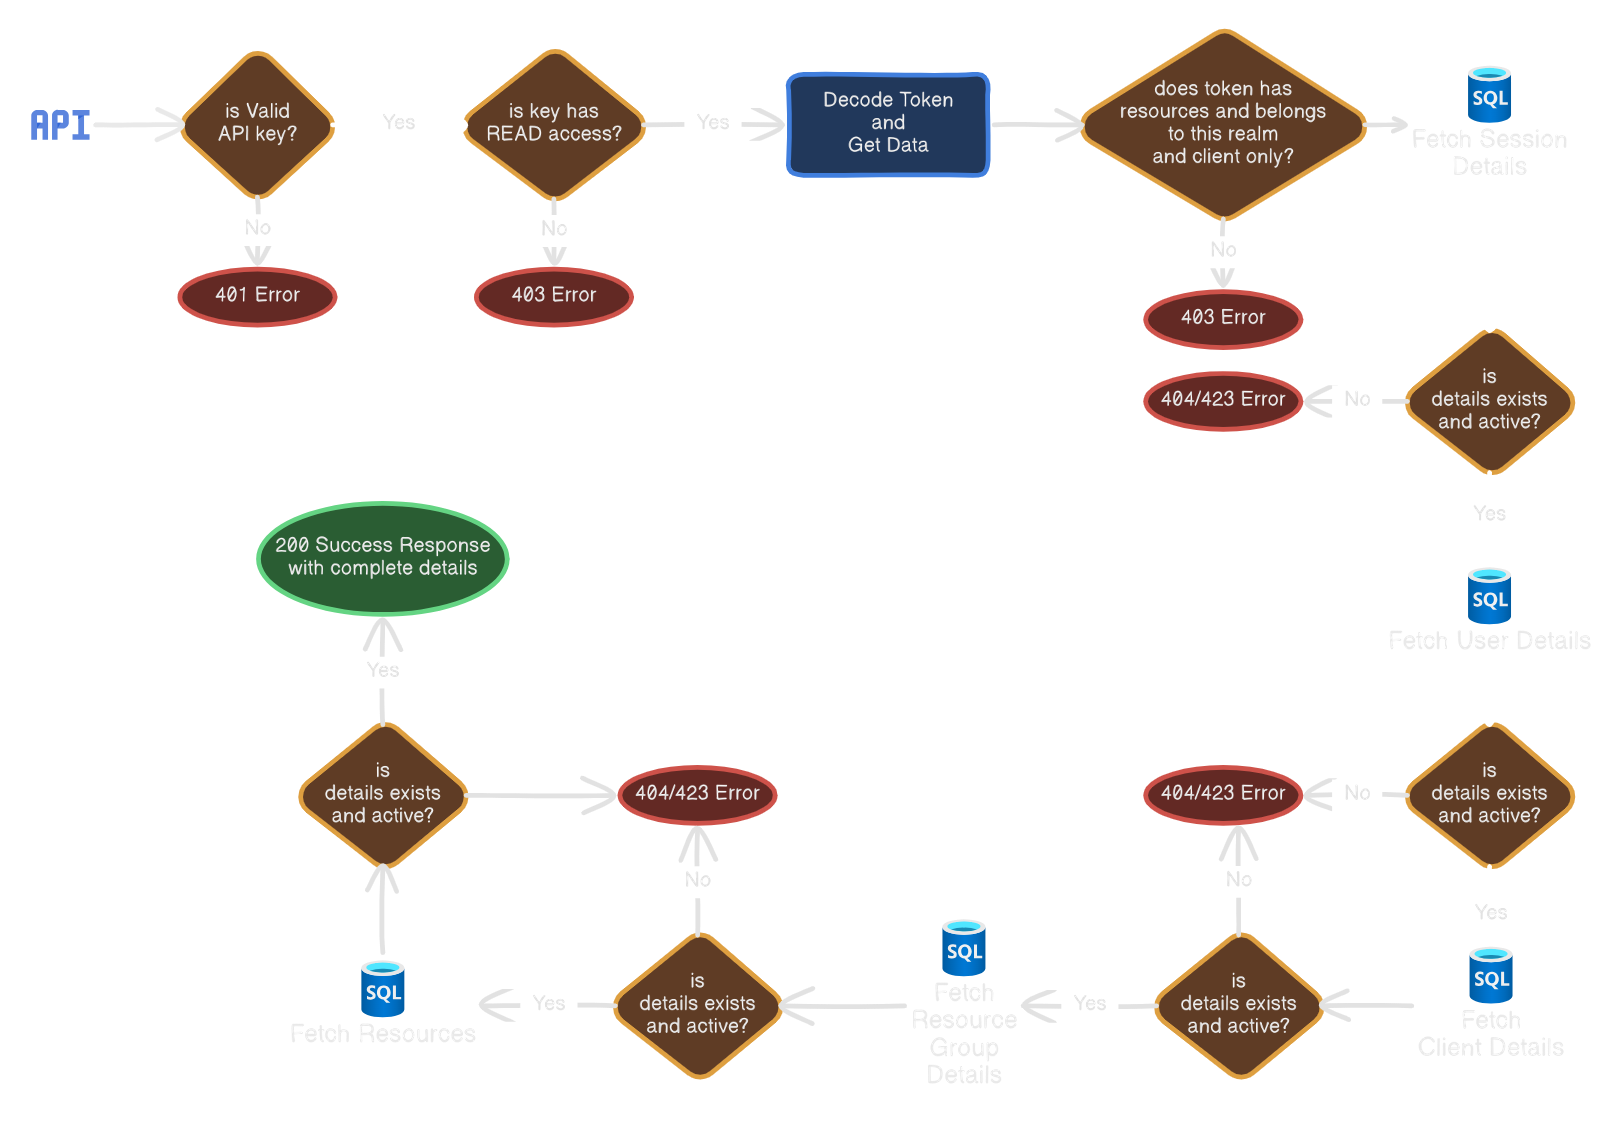 API
is Valid
API key?
Yes
is key has
READ access?
Yes
Decode Token
and
Get Data
does token has
resources and belongs
to this realm
and client only?
SQL
Fetch Session
Details
No
401 Error
No
403 Error
No
403 Error
404/423 Error
No
is
details exists
and active?
Yes
SQL
Fetch User Details
200 Success Response
with complete details
Yes
is
details exists
and active?
404/423 Error
404/423 Error
No
is
details exists
and active?
No
No
Yes
SQL
Fetch Resources
Yes
is
details exists
and active?
SQL
Fetch
Resource
Group
Details
Yes
is
details exists
and active?
SQL
Fetch
Client Details